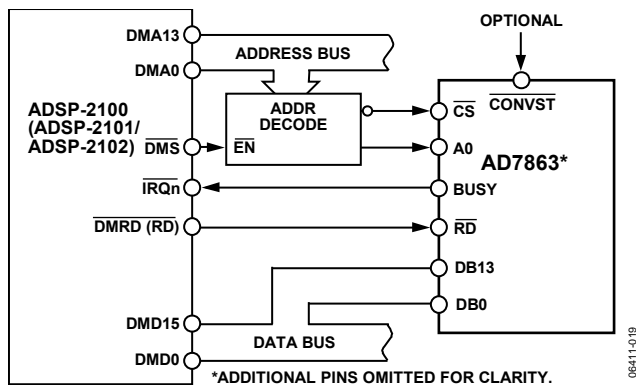 OPTIONAL
DMA13
ADDRESS BUS
DMA0
ADSP-2100
(ADSP-2101/
ADSP-2102)
ADDR
DECODE
DMS
EN
CONVST
CS
A0
AD7863*
IRQn
BUSY
DMRD (RD)
RD
DB13
DB0
DMD15
DATA BUS
DMD0
*ADDITIONAL PINS OMITTED FOR CLARITY.
06411-019